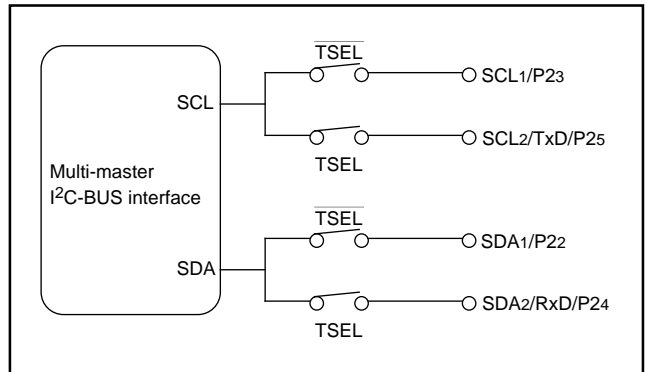 TSEL
SCL1/P23
SCL
SCL2/TxD/P25
TSEL
Multi-master
I2C-BUS interface
TSEL
SDA1/P22
SDA
SDA2/RxD/P24
TSEL